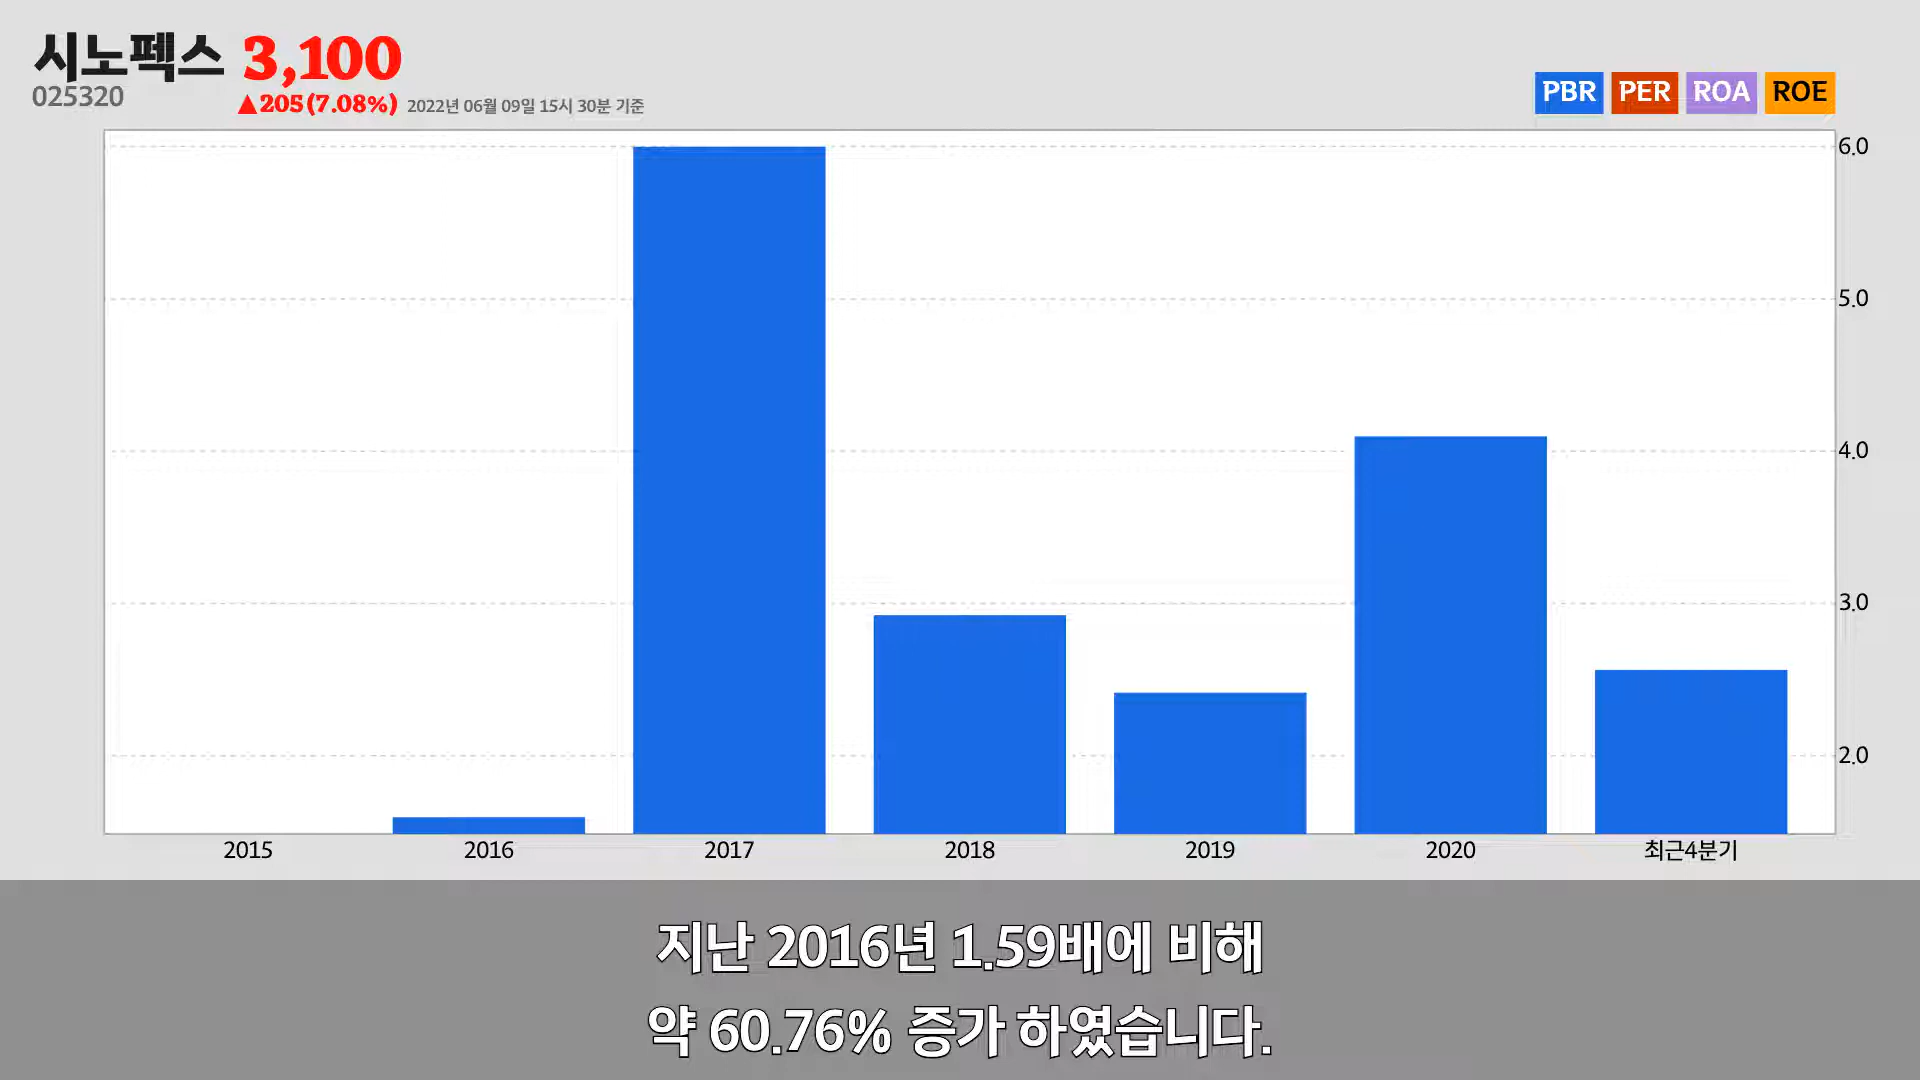 시노펙스 3,100
025320
▲205(7.08%) 2022년 06월 09일 15시 30분 기준
PBR PER ROA ROE
6.0
5.0
4.0
3.0
2.0
2015 2016 2017 2018 2019 2020 최근4분기
지난 2016년 1.59배에 비해
약 60.76% 증가 하였습니다.